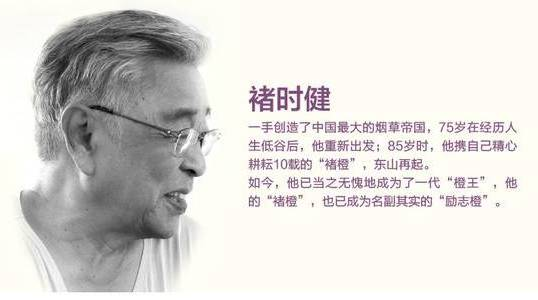 褚时健
一手创造了中国最大的烟草帝国，75岁在经历人
生低谷后，他重新出发；85岁时，他携自己精心
耕耘10载的“褚橙”，东山再起。
如今，他已当之无愧地成为了一代“橙王”，他
的“褚橙”，也已成为名副其实的“励志橙”。